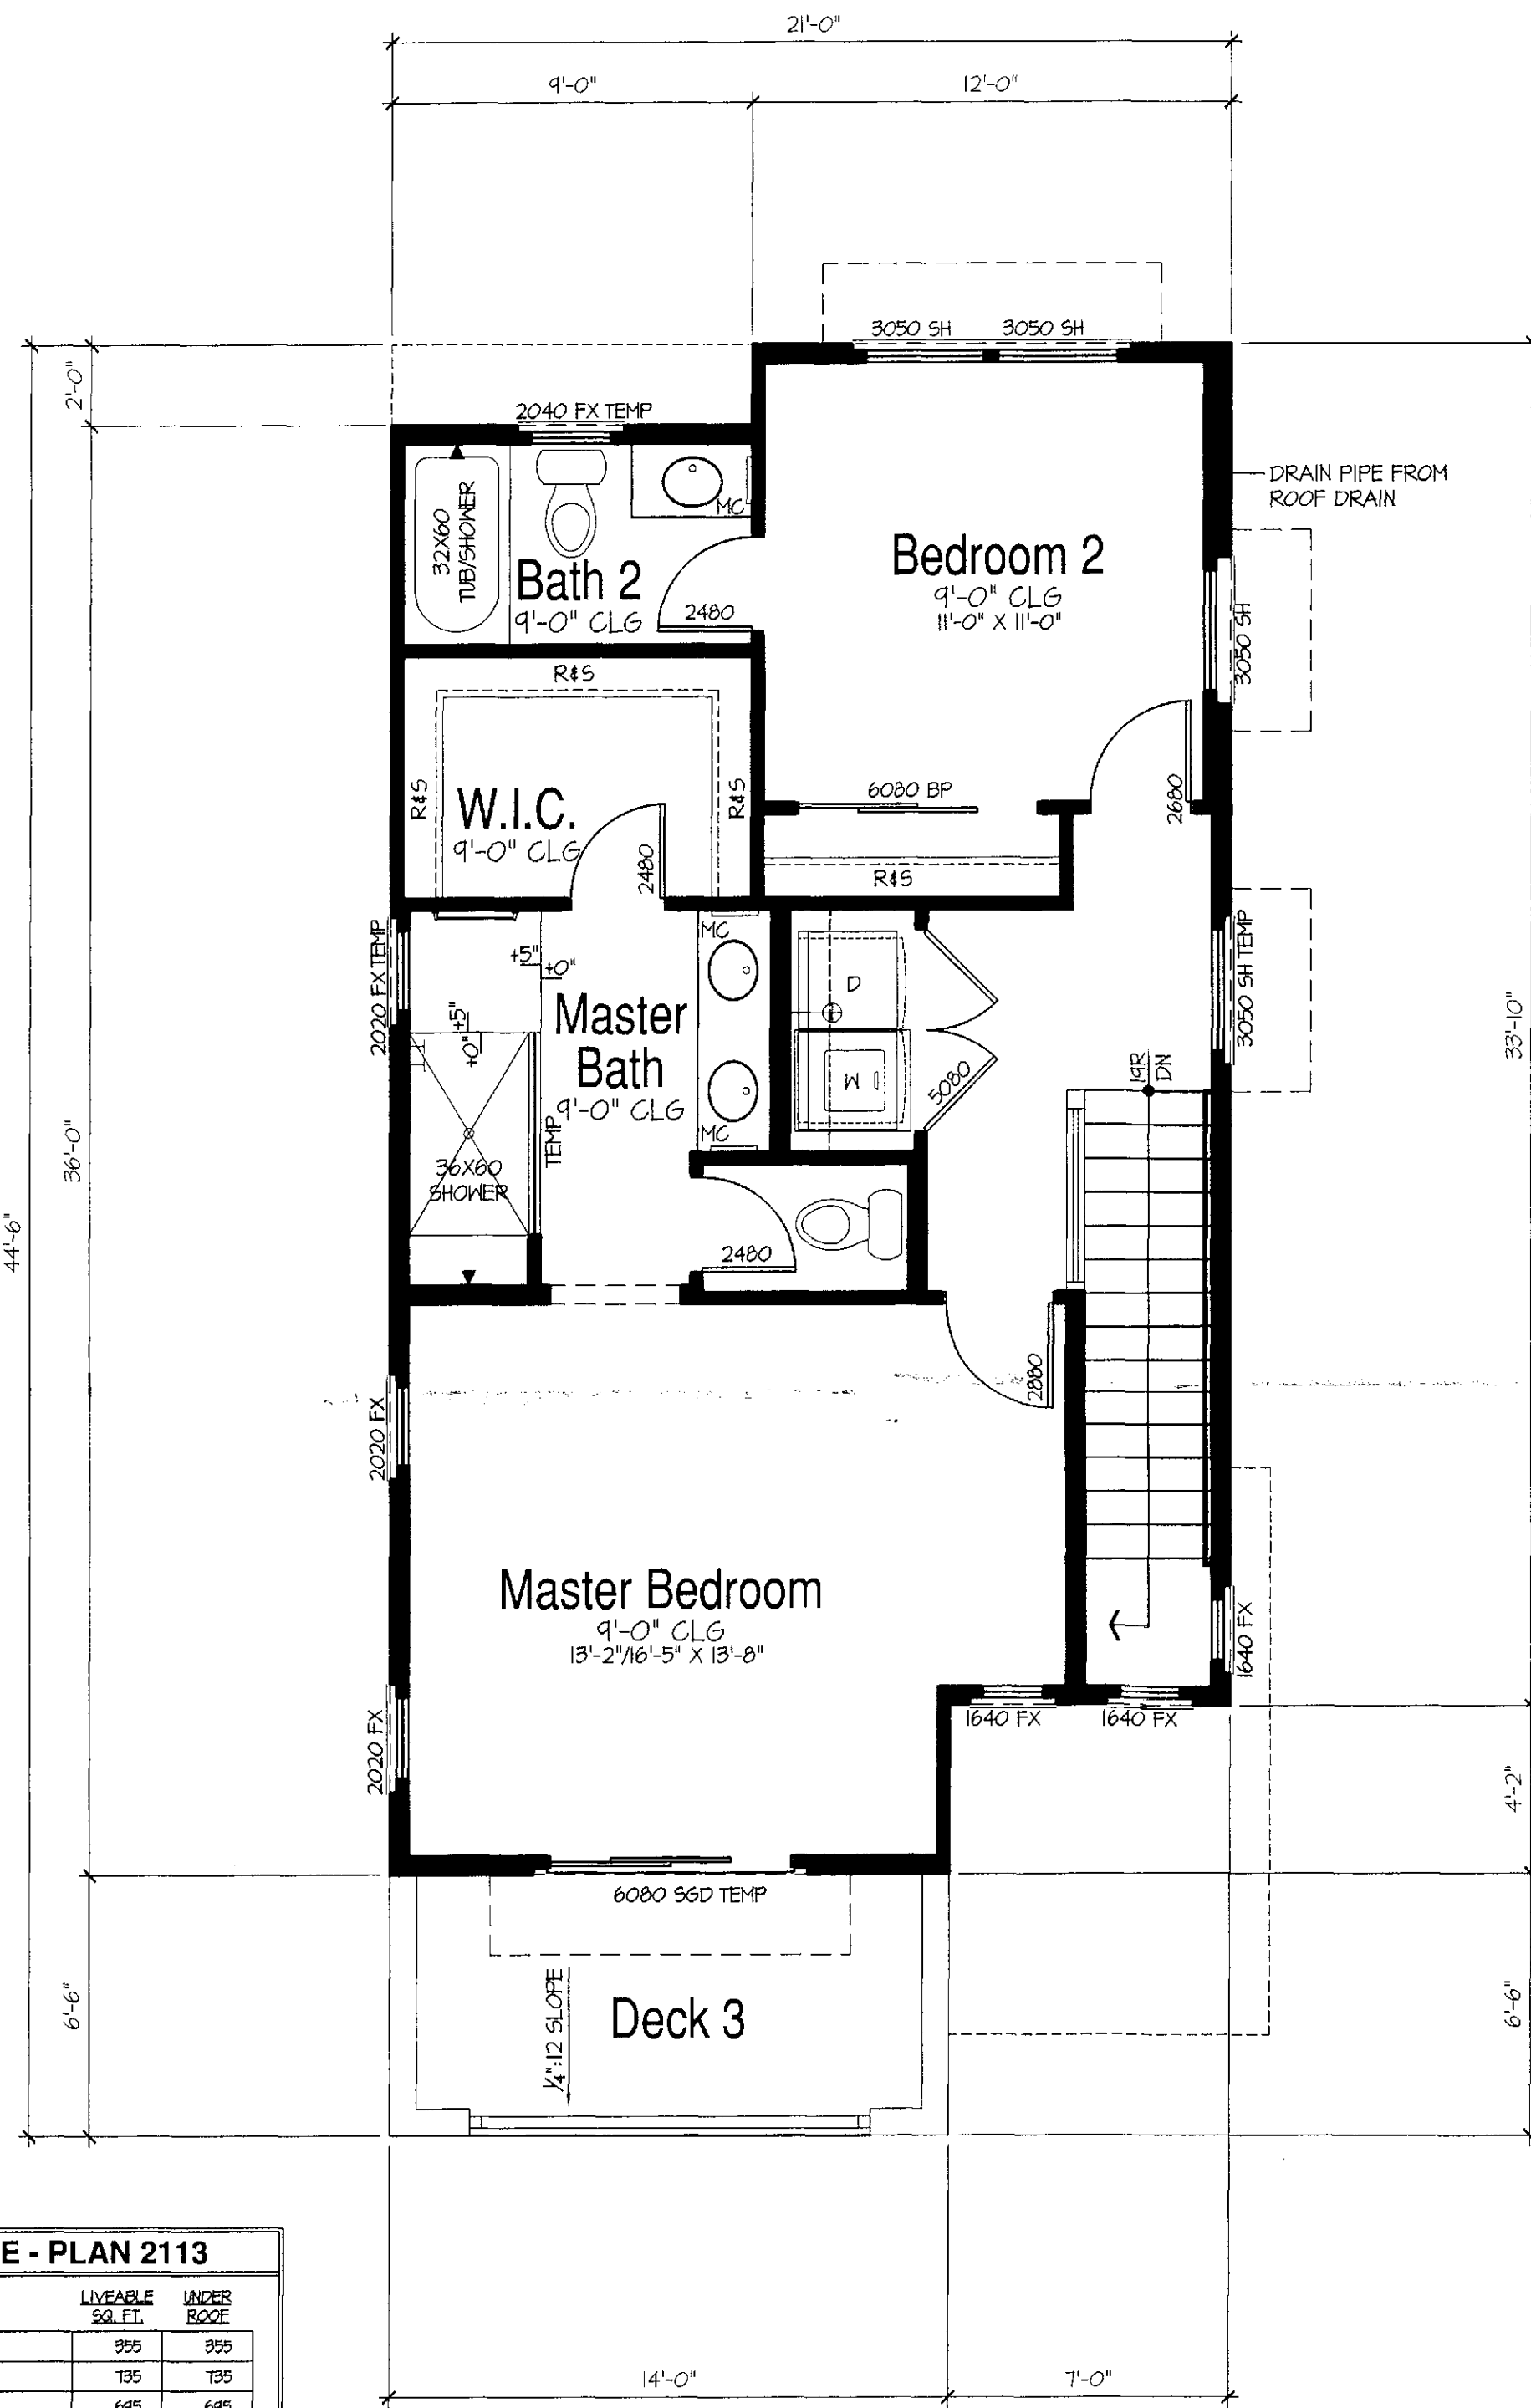 21'-0"
9'-0"
12'-0"
3050 SH
3050 SH
2'-0"
2040 FX TEMP
DRAIN PIPE FROM
ROOF DRAIN
32X60
TUB/SHOWER
MC
Bath 2
9'-0" CLG
2480
Bedroom 2
9'-0" CLG
11'-0" X 11'-0"
3050 SH
R&S
R&S
R&S
W.I.C.
9'-0" CLG
2480
6080 BP
2680
R&S
2020 FX TEMP
+5"
+0"
+5"
+0"
MC
Master
Bath
9'-0" CLG
MC
D
W
5080
3050 SH TEMP
19R
DN
33'-10"
36'-0"
44'-6"
TEMP
36X60
SHOWER
2480
2880
2020 FX
Master Bedroom
9'-0" CLG
13'-2"/16'-5" X 13'-8"
1640 FX
1640 FX
1640 FX
2020 FX
4'-2"
6080 SGD TEMP
6'-6"
1/4":12 SLOPE
Deck 3
6'-6"
E - PLAN 2113
LIVEABLE
SQ. FT.
UNDER
ROOF
355 355
735 735
695 695
14'-0"
7'-0"